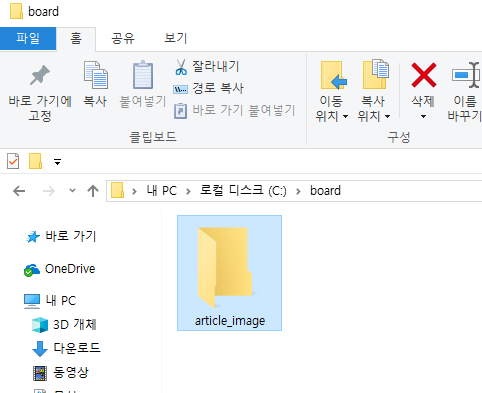 board
파일 홈 공유 보기
바로 가기에
고정
복사
붙여넣기
잘라내기
경로 복사
바로 가기 붙여넣기
이동
위치
복사
위치
삭제
이름
바꾸기
클립보드
구성
내 PC > 로컬 디스크 (C:) > board
바로 가기
OneDrive
내 PC
3D 개체
다운로드
동영상
article_image